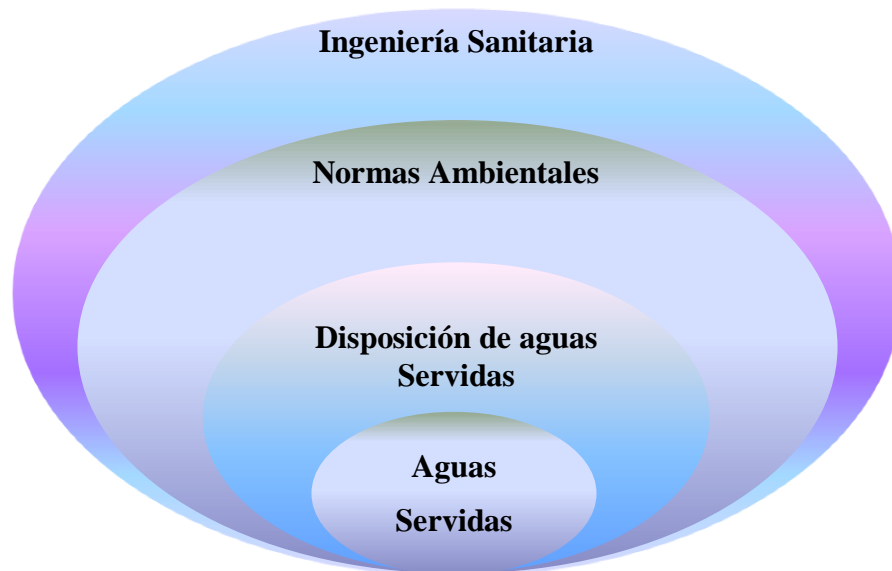 Ingeniería Sanitaria
Normas Ambientales
Disposición de aguas
Servidas
Aguas
Servidas